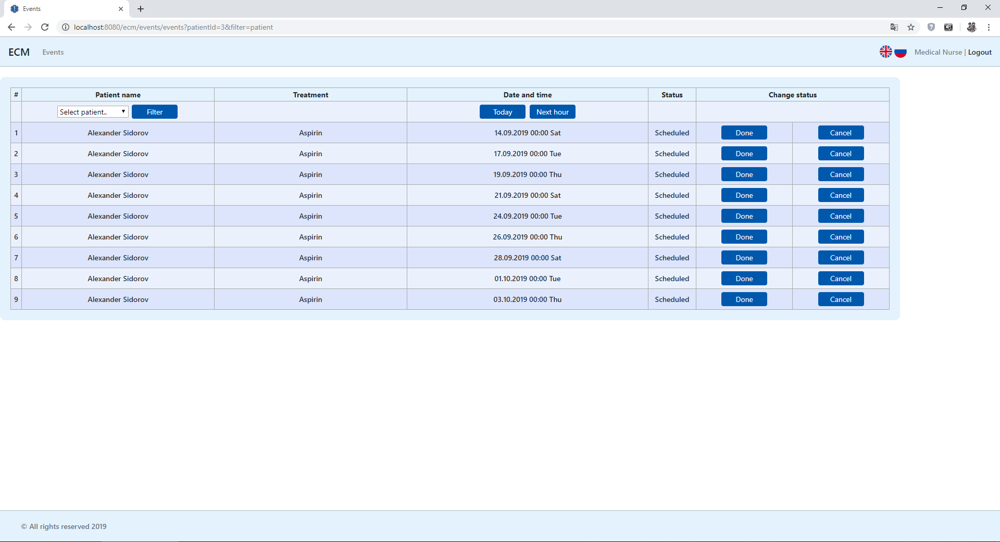 Events
localhost:8080/ecm/events/events?patientId=3&filter=patient
ECM Events Medical Nurse | Logout
# Patient name Treatment Date and time Status Change status
Select patient.. Filter Today Next hour
1 Alexander Sidorov Aspirin 14.09.2019 00:00 Sat Scheduled Done Cancel
2 Alexander Sidorov Aspirin 17.09.2019 00:00 Tue Scheduled Done Cancel
3 Alexander Sidorov Aspirin 19.09.2019 00:00 Thu Scheduled Done Cancel
4 Alexander Sidorov Aspirin 21.09.2019 00:00 Sat Scheduled Done Cancel
5 Alexander Sidorov Aspirin 24.09.2019 00:00 Tue Scheduled Done Cancel
6 Alexander Sidorov Aspirin 26.09.2019 00:00 Thu Scheduled Done Cancel
7 Alexander Sidorov Aspirin 28.09.2019 00:00 Sat Scheduled Done Cancel
8 Alexander Sidorov Aspirin 01.10.2019 00:00 Tue Scheduled Done Cancel
9 Alexander Sidorov Aspirin 03.10.2019 00:00 Thu Scheduled Done Cancel
© All rights reserved 2019